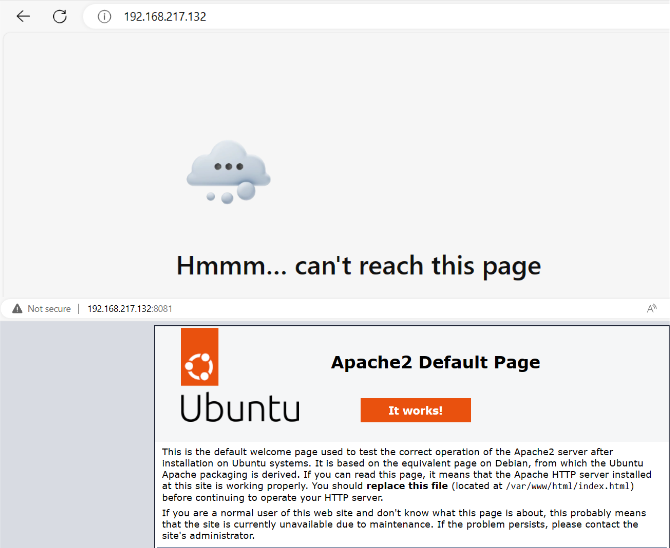 192.168.217.132
Hmmm... can't reach this page
Not secure | 192.168.217.132:8081 A
Ubuntu
Apache2 Default Page
It works!
This is the default welcome page used to test the correct operation of the Apache2 server after
installation on Ubuntu systems. It is based on the equivalent page on Debian, from which the Ubuntu
Apache packaging is derived. If you can read this page, it means that the Apache HTTP server installed
at this site is working properly. You should replace this file (located at /var/www/html/index.html)
before continuing to operate your HTTP server.
If you are a normal user of this web site and don't know what this page is about, this probably means
that the site is currently unavailable due to maintenance. If the problem persists, please contact the
site's administrator.